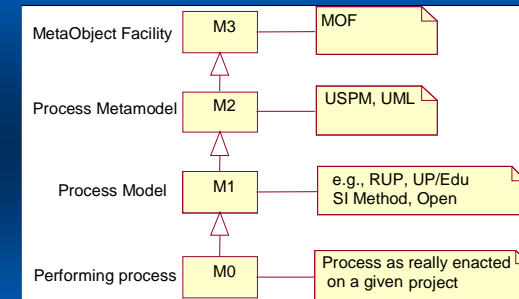 MetaObject Facility M3 MOF
Process Metamodel M2 USPM, UML
Process Model M1 e.g., RUP, UP/Edu
SI Method, Open
Performing process M0 Process as really enacted
on a given project